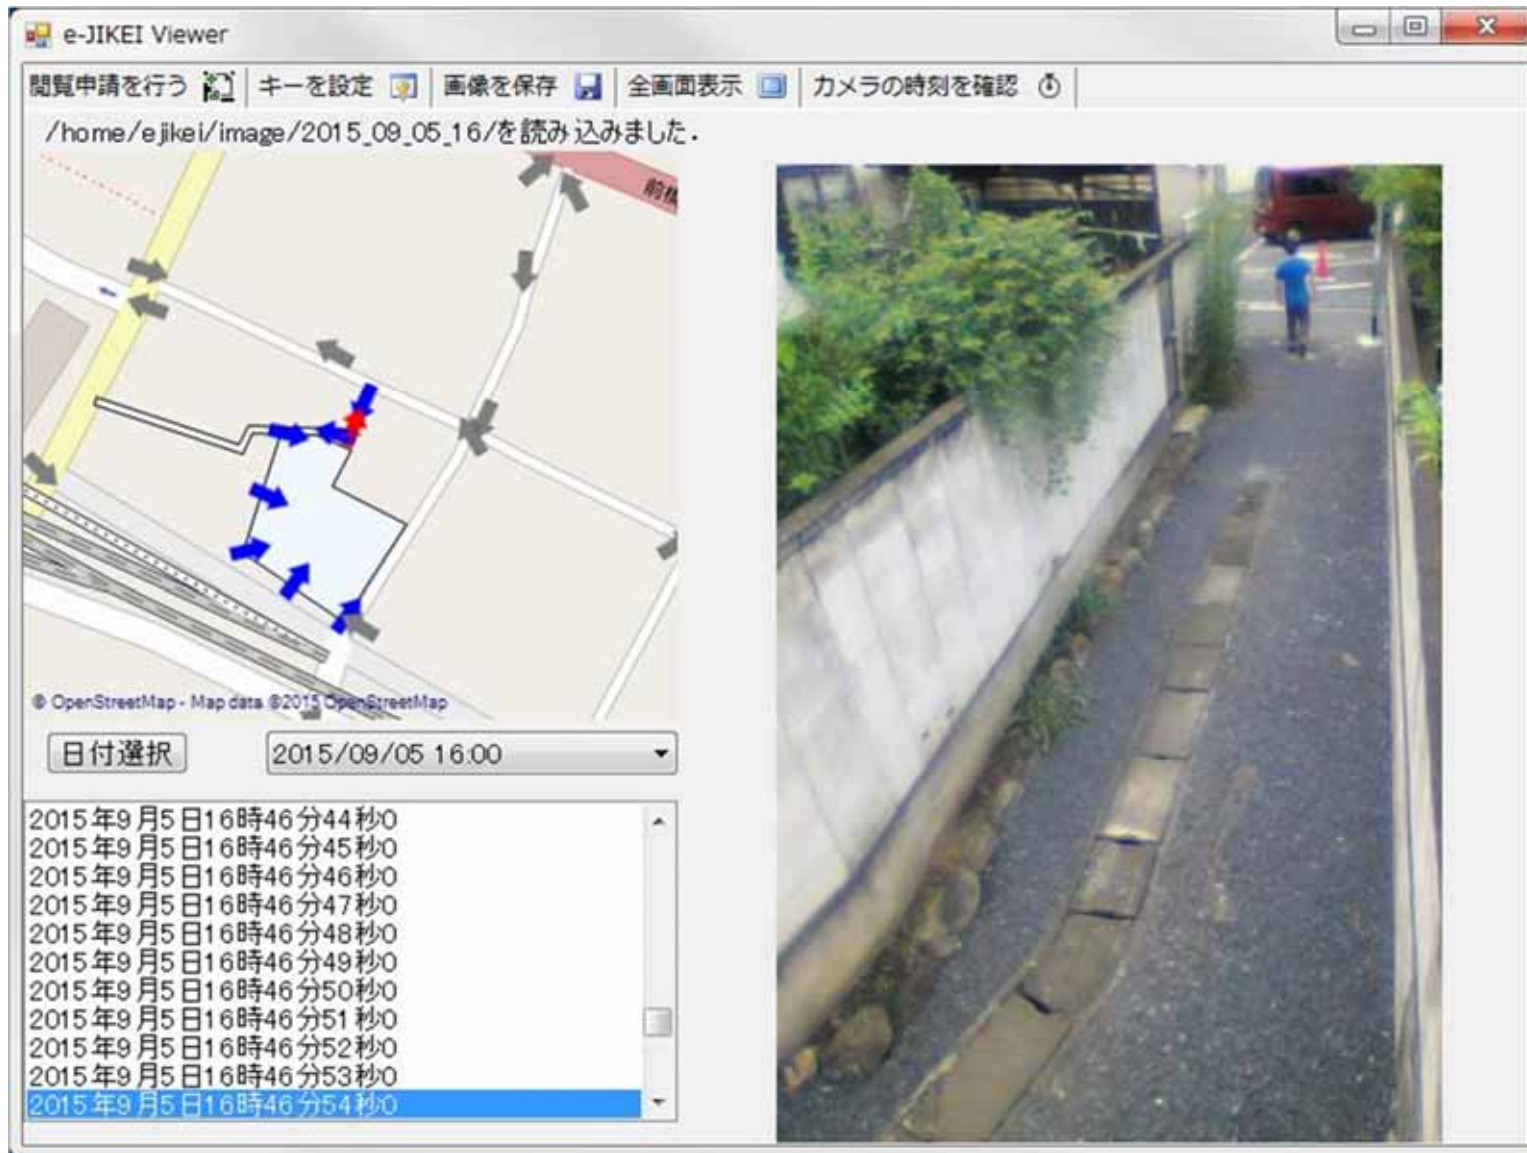 e-JIKEI Viewer
閲覧申請を行う キーを設定 画像を保存 全画面表示 カメラの時刻を確認
/home/ejikei/image/2015_09_05_16/を読み込みました.
前橋
© OpenStreetMap - Map data ©2015 OpenStreetMap
日付選択 2015/09/05 16:00
2015年9月5日16時46分44秒0
2015年9月5日16時46分45秒0
2015年9月5日16時46分46秒0
2015年9月5日16時46分47秒0
2015年9月5日16時46分48秒0
2015年9月5日16時46分49秒0
2015年9月5日16時46分50秒0
2015年9月5日16時46分51秒0
2015年9月5日16時46分52秒0
2015年9月5日16時46分53秒0
2015年9月5日16時46分54秒0